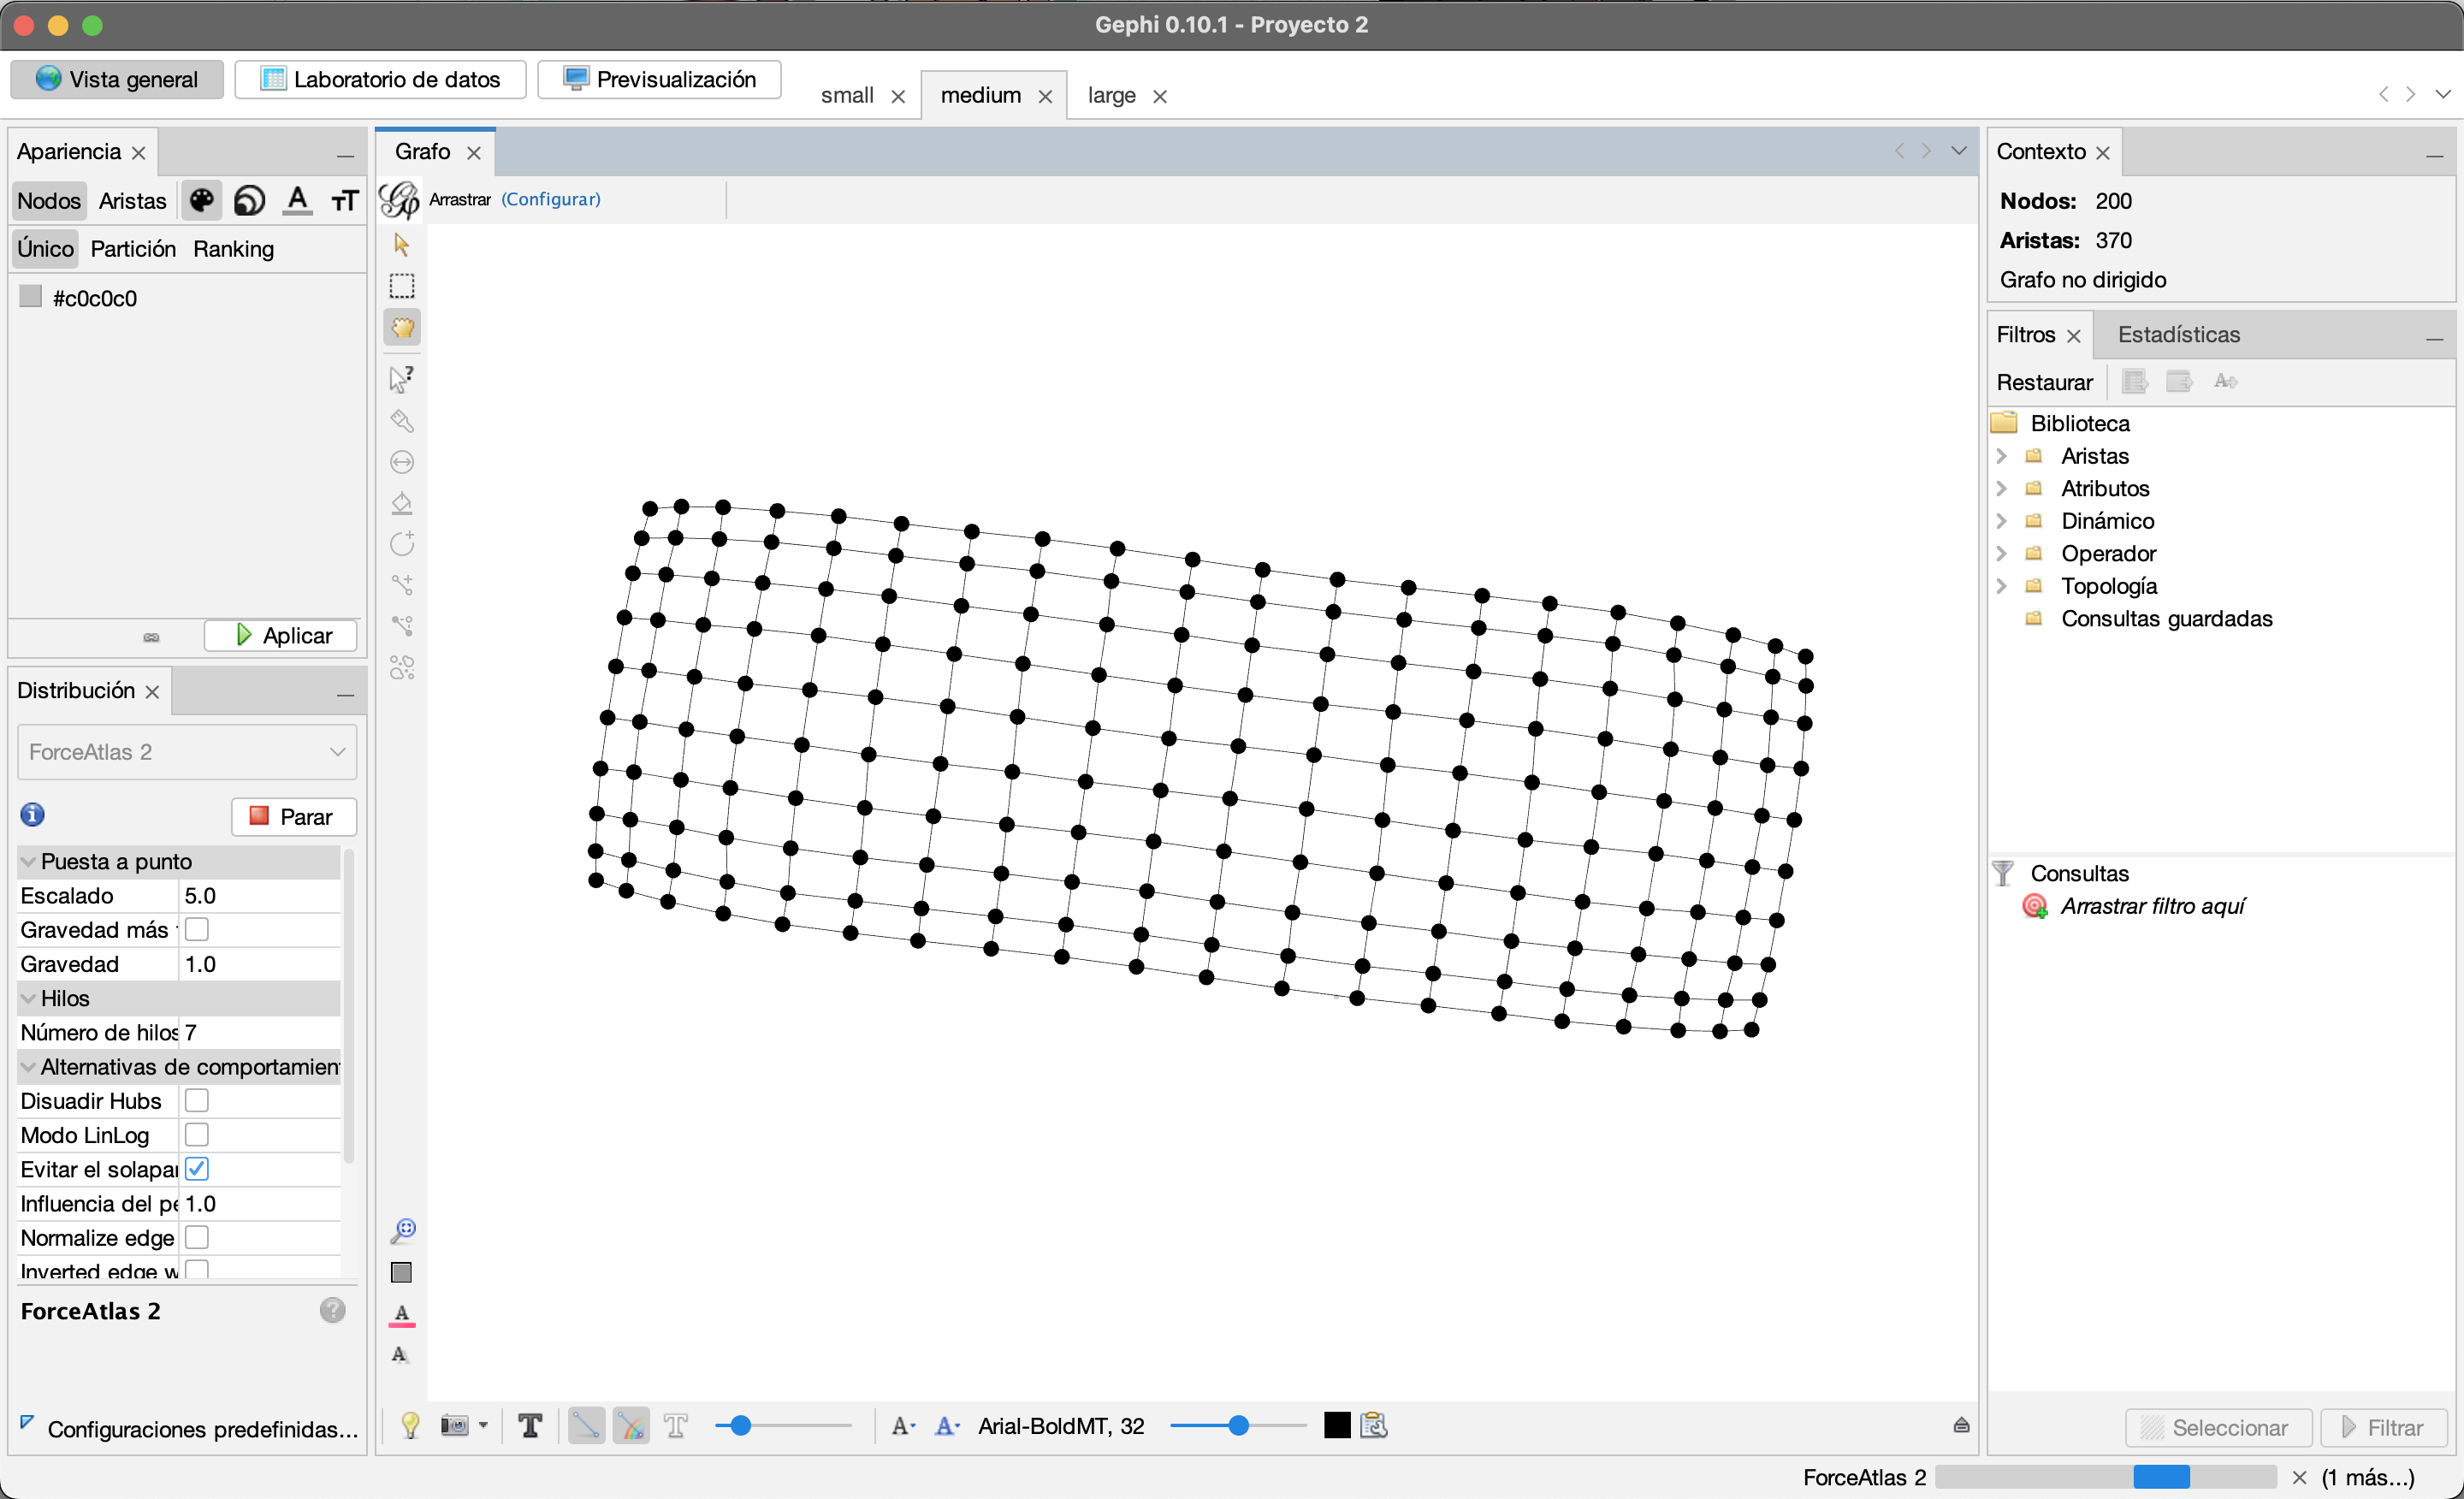 Gephi 0.10.1 - Proyecto 2
Vista general
Laboratorio de datos
Previsualización
small
medium
large
Apariencia
Nodos
Aristas
Único
Partición
Ranking
#c0c0c0
Aplicar
Distribución
ForceAtlas 2
Parar
Puesta a punto
Escalado 5.0
Gravedad más
Gravedad 1.0
Hilos
Número de hilos 7
Alternativas de comportamien
Disuadir Hubs
Modo LinLog
Evitar el solapa
Influencia del pe 1.0
Normalize edge
Inverted edge w
ForceAtlas 2
Configuraciones predefinidas...
Grafo
Arrastrar (Configurar)
Arial-BoldMT, 32
Contexto
Nodos: 200
Aristas: 370
Grafo no dirigido
Filtros
Estadísticas
Restaurar
Biblioteca
Aristas
Atributos
Dinámico
Operador
Topología
Consultas guardadas
Consultas
Arrastrar filtro aquí
Seleccionar
Filtrar
ForceAtlas 2
(1 más...)